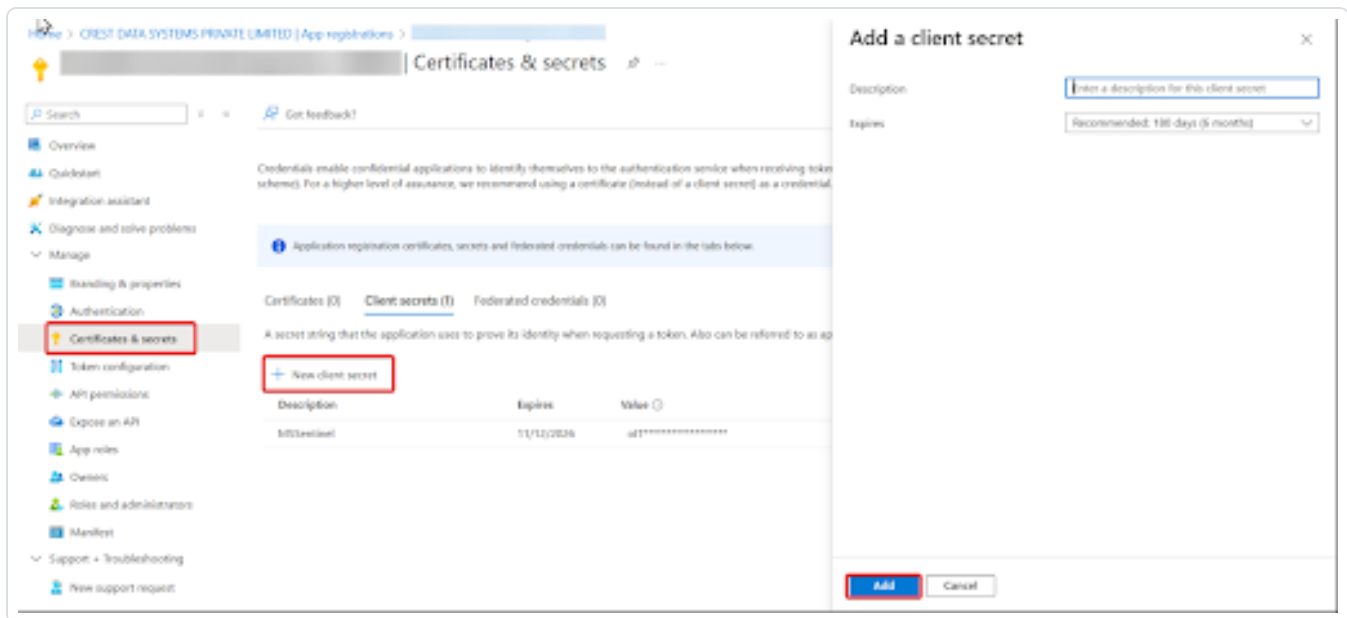 Home > CREST DATA SYSTEMS PRIVATE LIMITED | App registrations >
| Certificates & secrets
Search
Got feedback?
Overview
Quickstart
Integration assistant
Diagnose and solve problems
Manage
Branding & properties
Authentication
Certificates & secrets
Token configuration
API permissions
Expose an API
App roles
Owners
Roles and administrators
Manifest
Support + Troubleshooting
New support request
Credentials enable confidential applications to identify themselves to the authentication service when receiving token
scheme). For a higher level of assurance, we recommend using a certificate (instead of a client secret) as a credential.
Application registration certificates, secrets and federated credentials can be found in the tabs below.
Certificates (0) Client secrets (1) Federated credentials (0)
A secret string that the application uses to prove its identity when requesting a token. Also can be referred to as ap
+ New client secret
Description Expires Value
11/12/2026
Add a client secret
Description Enter a description for this client secret
Expires Recommended: 180 days (6 months)
Add Cancel